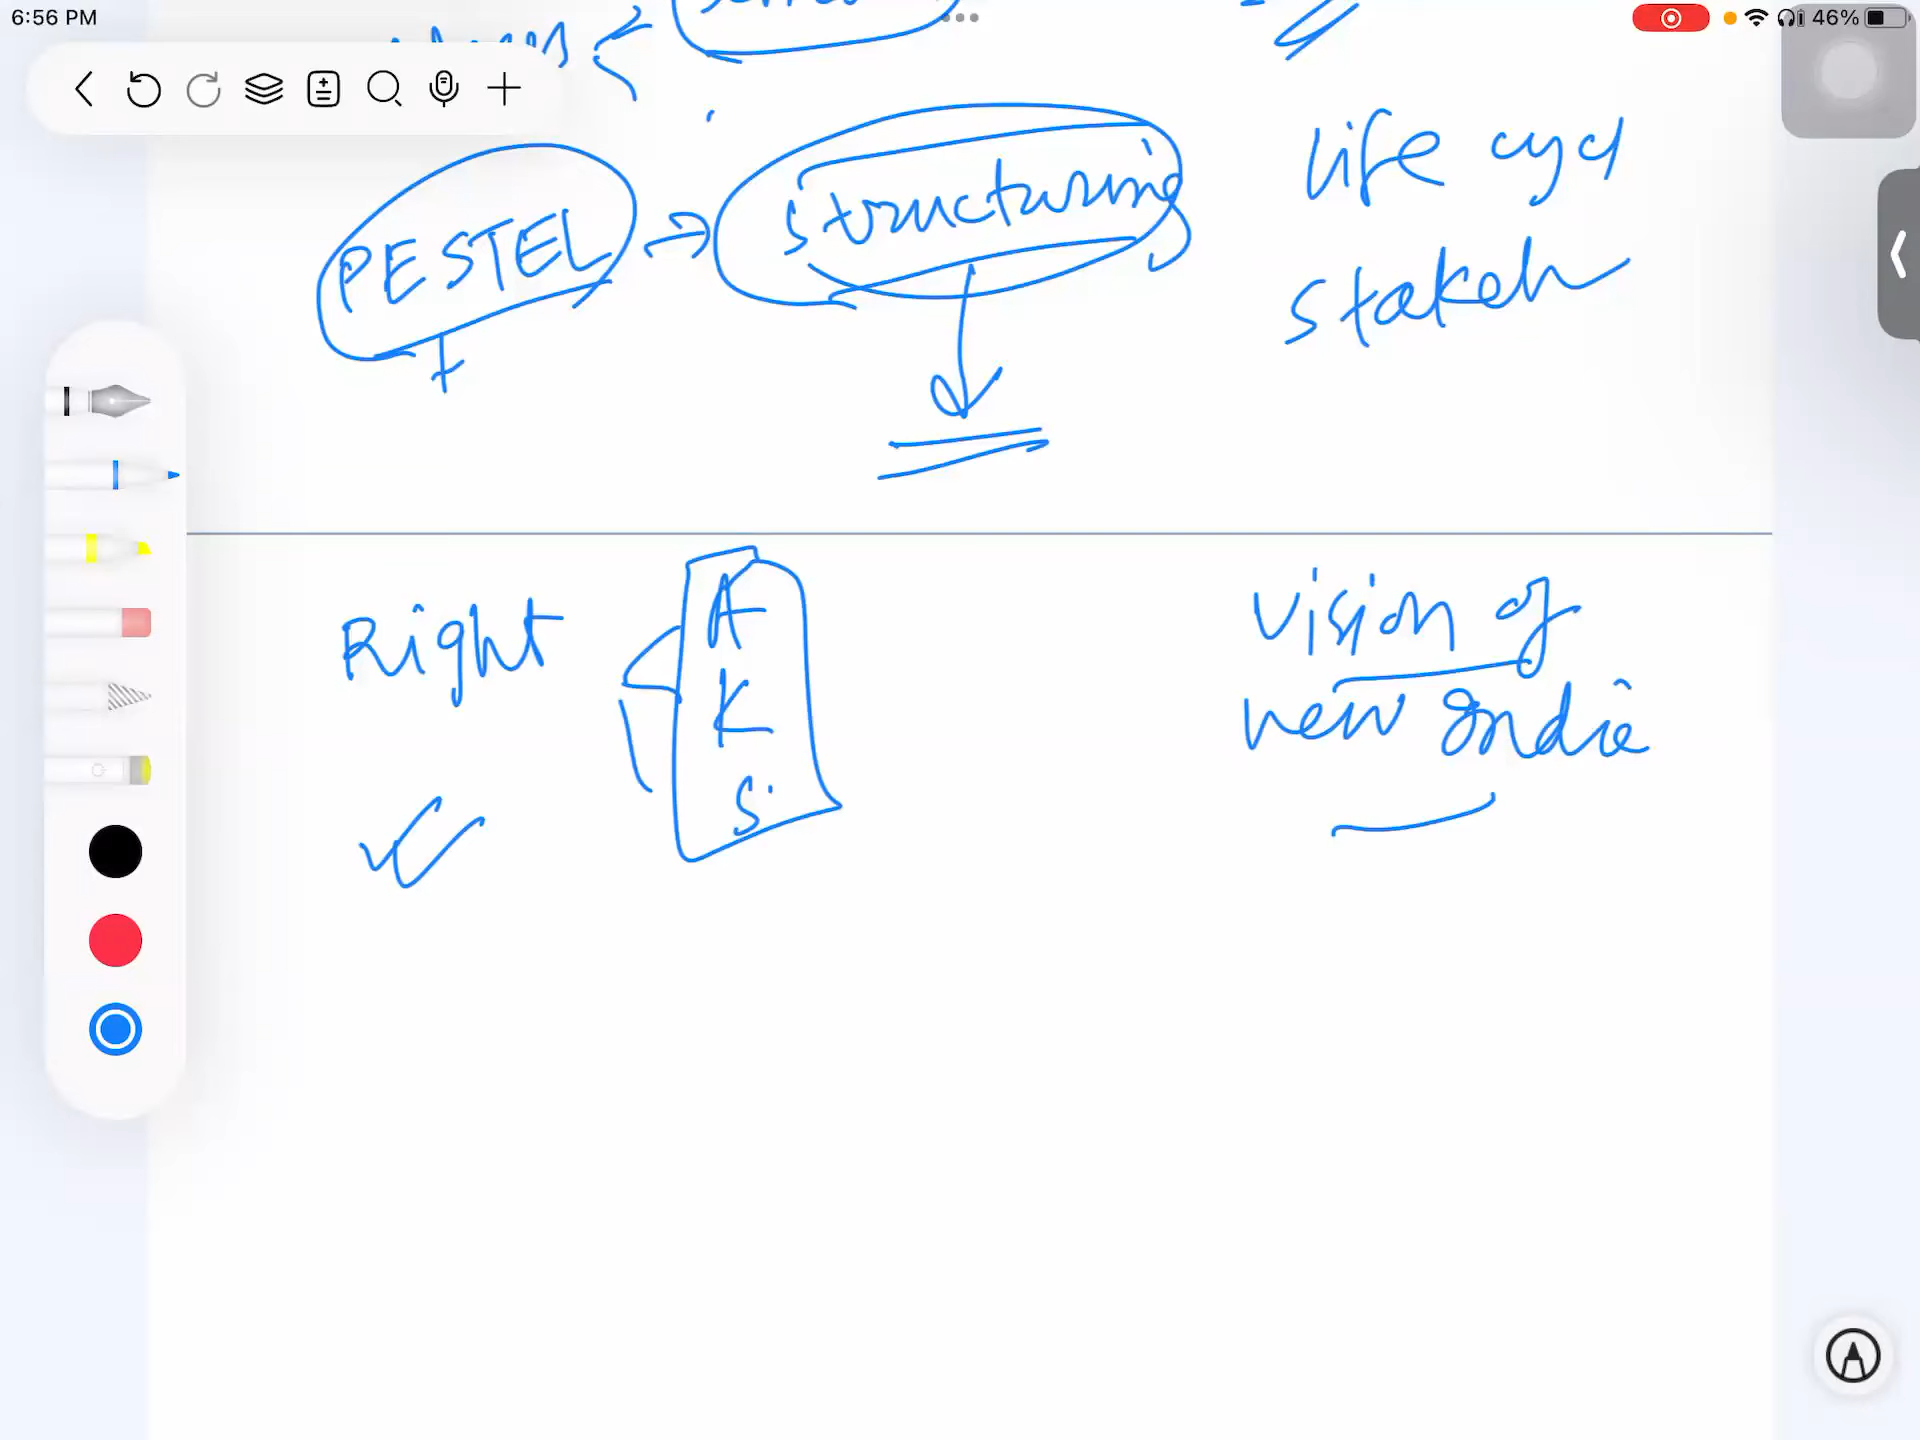 6:56 PM
46%
Life cycl
PESTEL → Structuring
stakeh
+
Right
A
K
S
Vision of
new India